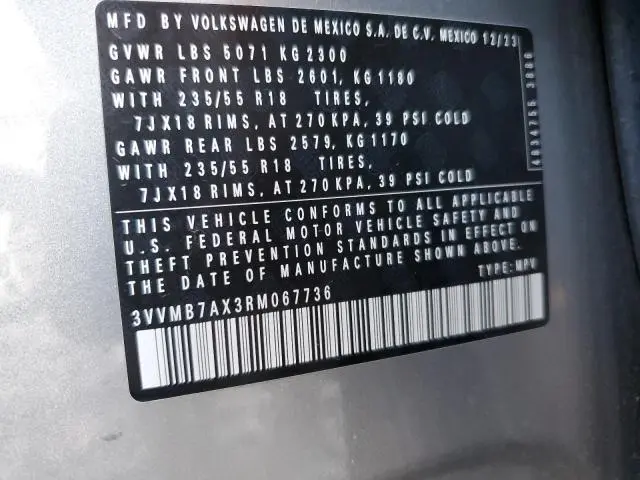 MFD BY VOLKSWAGEN DE MEXICO S.A. DE C.V. MEXICO 12/23
GVWR LBS 5071 KG 2300
GAWR FRONT LBS 2601, KG 1180
WITH 235/55 R18 TIRES,
7JX18 RIMS, AT 270 KPA, 39 PSI COLD
GAWR REAR LBS 2579, KG 1170
WITH 235/55 R18 TIRES,
7JX18 RIMS, AT 270 KPA, 39 PSI COLD
THIS VEHICLE CONFORMS TO ALL APPLICABLE
U.S. FEDERAL MOTOR VEHICLE SAFETY AND
THEFT PREVENTION STANDARDS IN EFFECT ON
THE DATE OF MANUFACTURE SHOWN ABOVE.
TYPE: MPV
3VVMB7AX3RM067736